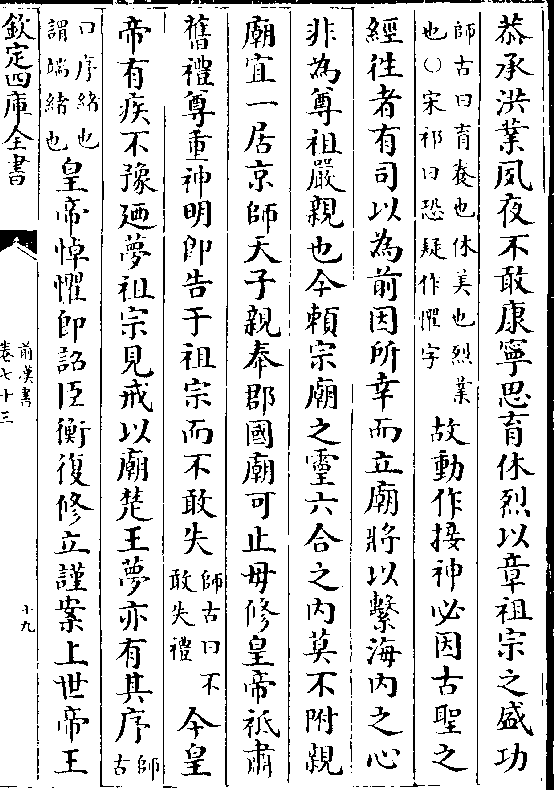 恭承洪業夙夜不敢康寧思育休烈以章祖宗之盛功
師古曰育養也休美也烈業
也○宋祁曰恐疑作懼字
故動作接神必因古聖之
經往者有司以為前因所幸而立廟將以繫海内之心
非為尊祖嚴親也今頼宗廟之靈六合之内莫不附親
廟宜一居京師天子親奉郡國廟可止毋修皇帝祗肅
舊禮尊重神明即告于祖宗而不敢失
師古曰不
敢失禮
今皇
帝有疾不豫廼夢祖宗見戒以廟楚王夢亦有其序
師
古
曰序緒也
謂端緒也
皇帝悼懼即詔臣衡復修立謹案上世帝王
欽定四庫全書
前漢書
卷七十三
十九